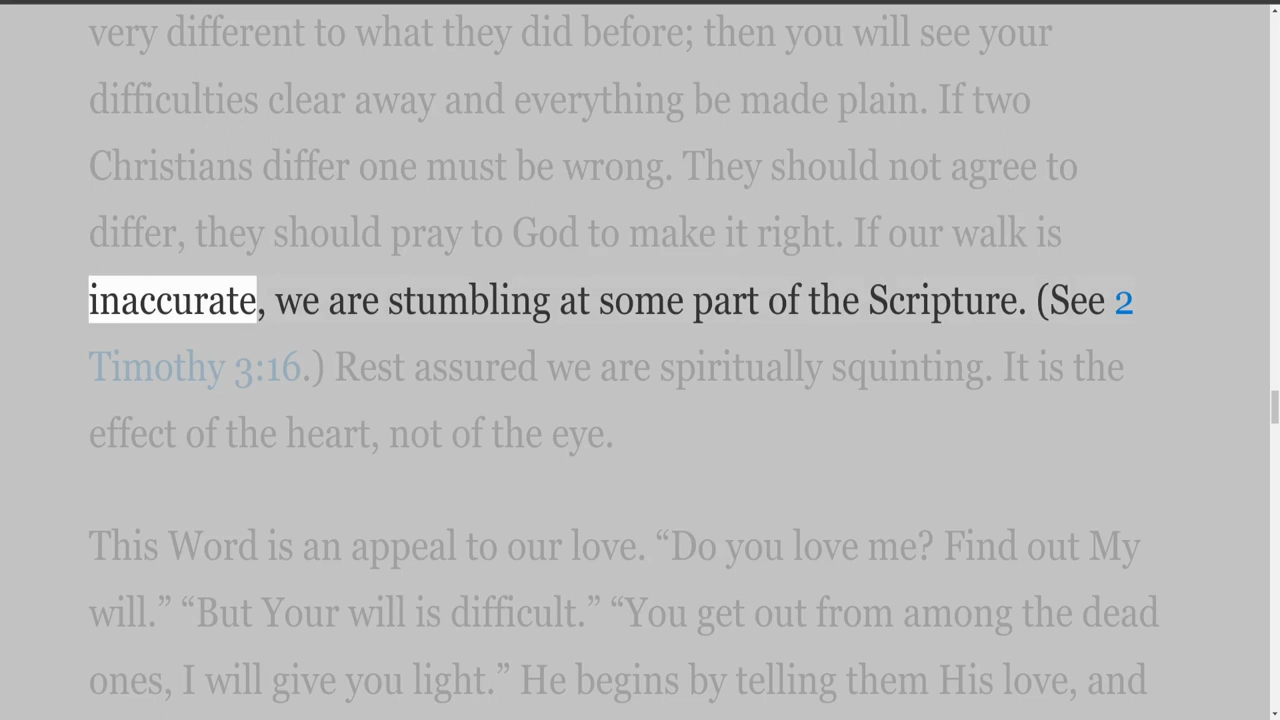 very different to what they did before; then you will see your
difficulties clear away and everything be made plain. If two
Christians differ one must be wrong. They should not agree to
differ, they should pray to God to make it right. If our walk is
inaccurate, we are stumbling at some part of the Scripture. (See 2
Timothy 3:16.) Rest assured we are spiritually squinting. It is the
effect of the heart, not of the eye.
This Word is an appeal to our love. “Do you love me? Find out My
will.” “But Your will is difficult.” “You get out from among the dead
ones, I will give you light.” He begins by telling them His love, and